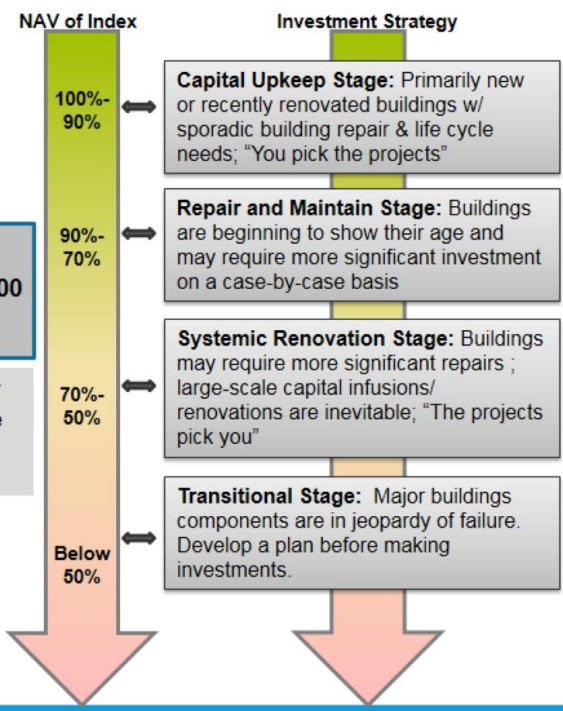 NAV of Index
Investment Strategy
100%-
90%
Capital Upkeep Stage: Primarily new
or recently renovated buildings w/
sporadic building repair & life cycle
needs; “You pick the projects”
90%-
70%
Repair and Maintain Stage: Buildings
are beginning to show their age and
may require more significant investment
on a case-by-case basis
00
70%-
50%
Systemic Renovation Stage: Buildings
may require more significant repairs ;
large-scale capital infusions/
renovations are inevitable; “The projects
pick you”
Below
50%
Transitional Stage:  Major buildings
components are in jeopardy of failure.
Develop a plan before making
investments.